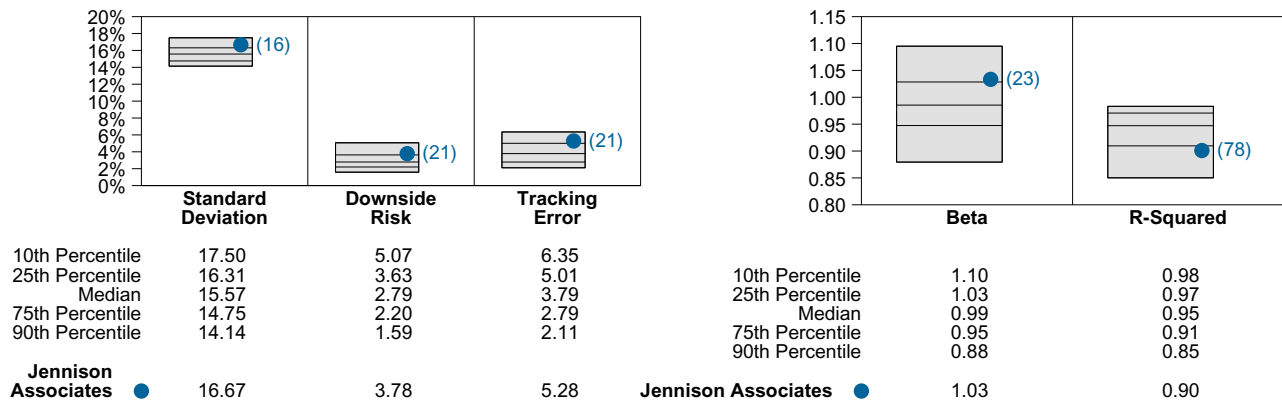 20%
18%
16%
14%
12%
10%
8%
6%
4%
2%
0%
(16)
(21)
(21)
Standard
Deviation
Downside
Risk
Tracking
Error
10th Percentile 17.50 5.07 6.35
25th Percentile 16.31 3.63 5.01
Median 15.57 2.79 3.79
75th Percentile 14.75 2.20 2.79
90th Percentile 14.14 1.59 2.11
Jennison
Associates 16.67 3.78 5.28
1.15
1.10
1.05
1.00
0.95
0.90
0.85
0.80
(23)
(78)
Beta R-Squared
10th Percentile 1.10 0.98
25th Percentile 1.03 0.97
Median 0.99 0.95
75th Percentile 0.95 0.91
90th Percentile 0.88 0.85
Jennison Associates 1.03 0.90